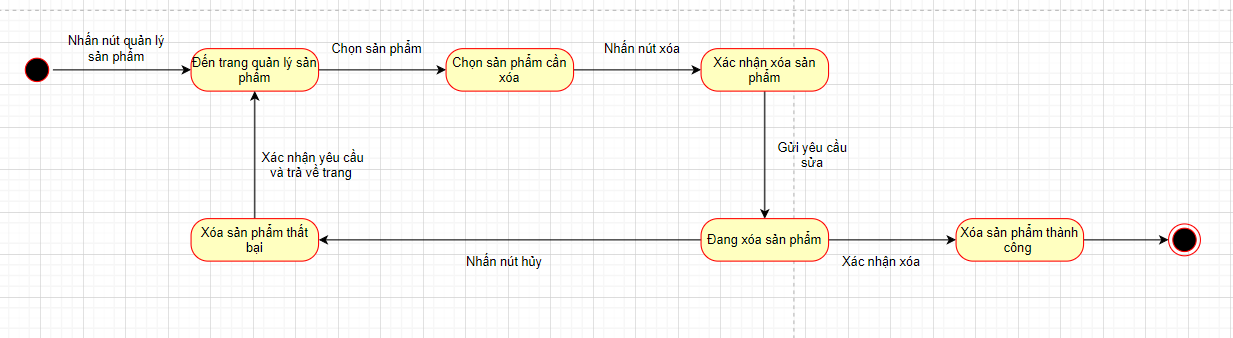 Nhấn nút quản lý
sản phẩm
Đến trang quản lý sản
phẩm
Chọn sản phẩm
Chọn sản phẩm cần
xóa
Nhấn nút xóa
Xác nhận xóa sản
phẩm
Gửi yêu cầu
sửa
Xác nhận yêu cầu
và trả về trang
Xóa sản phẩm thất
bại
Nhấn nút hủy
Đang xóa sản phẩm
Xác nhận xóa
Xóa sản phẩm thành
công